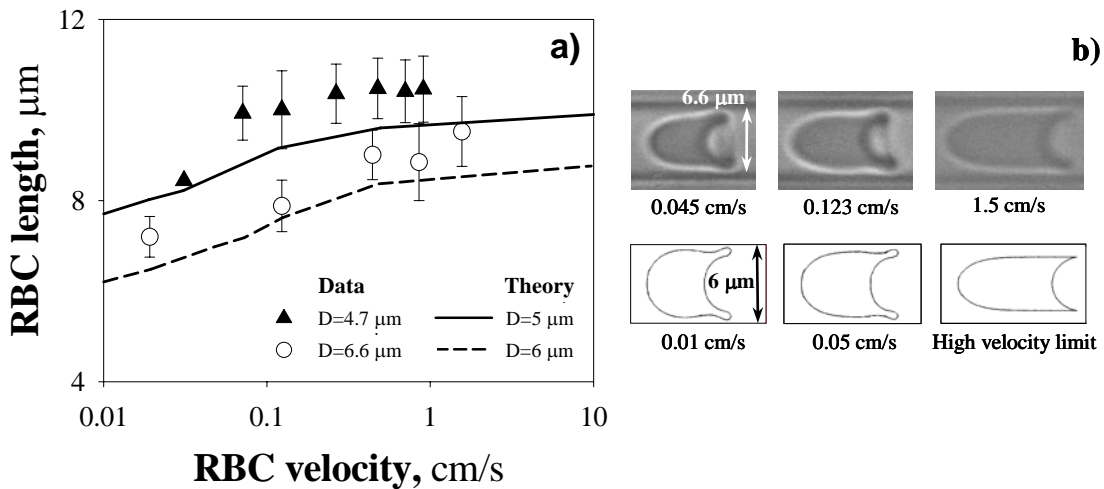 a)
12
8
4
RBC length, μm
0.01
0.1
1
10
RBC velocity, cm/s
Data
Theory
D=4.7 μm
D=5 μm
D=6.6 μm
D=6 μm
b)
6.6 μm
0.045 cm/s
0.123 cm/s
1.5 cm/s
6 μm
0.01 cm/s
0.05 cm/s
High velocity limit